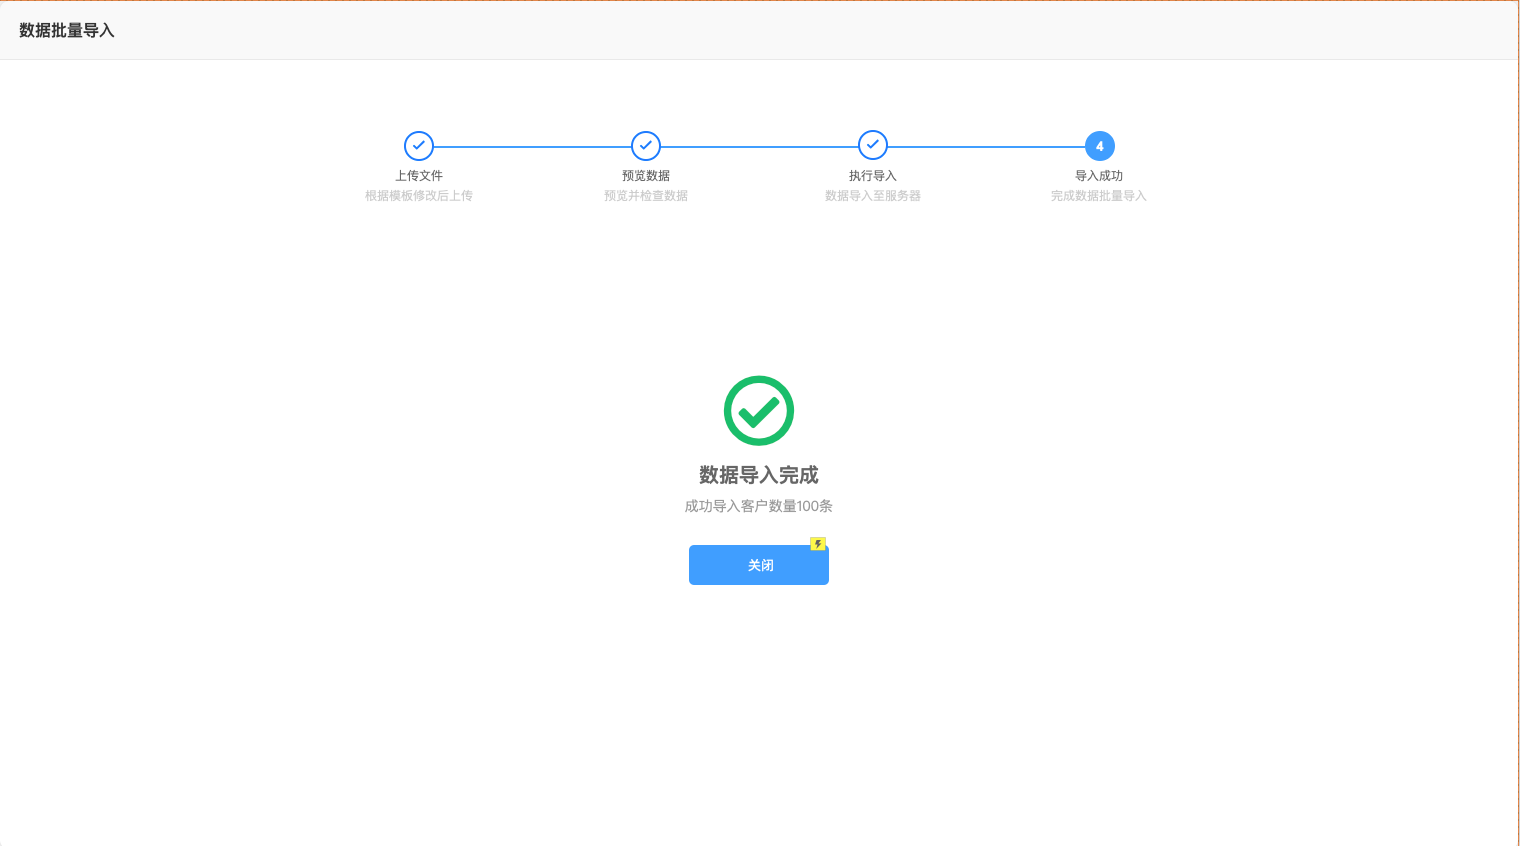 数据批量导入
4
上传文件
预览数据
执行导入
导入成功
根据模板修改后上传
预览并检查数据
数据导入至服务器
完成数据批量导入
数据导入完成
成功导入客户数量100条
关闭